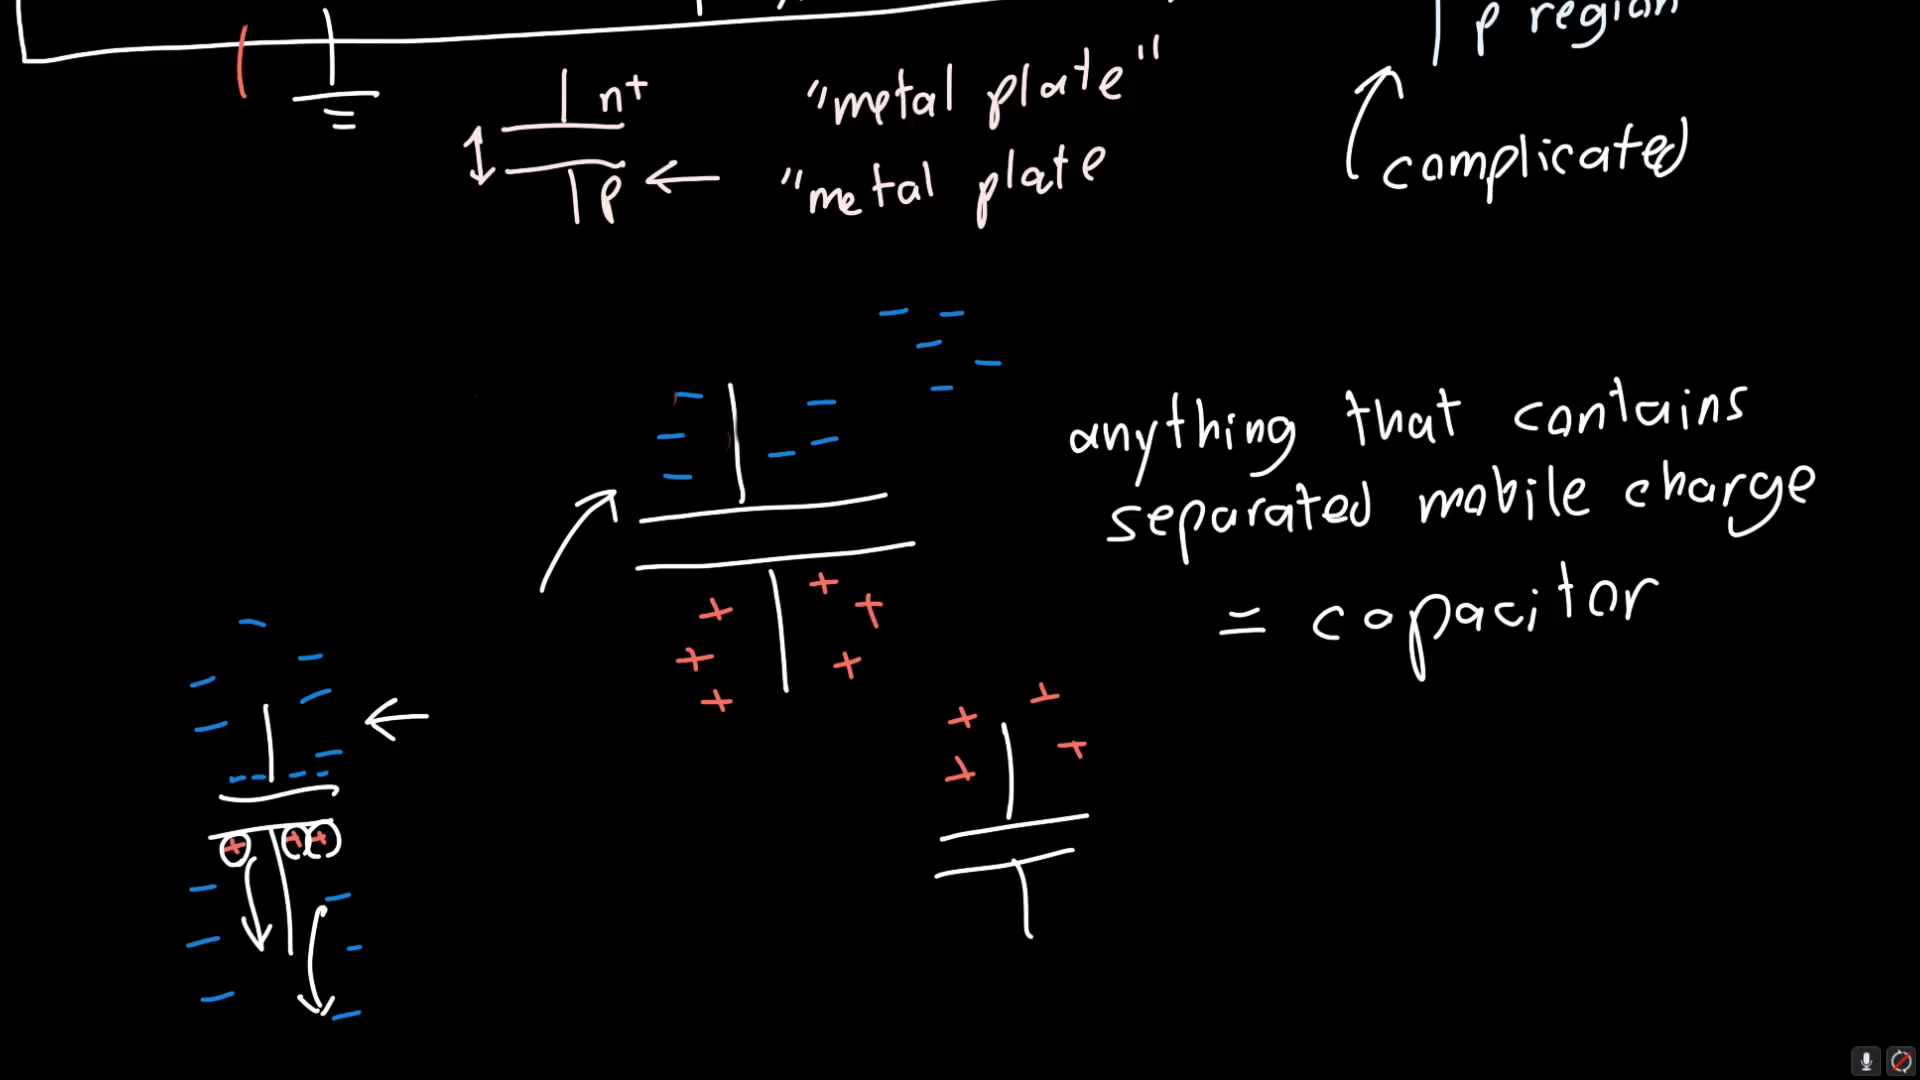 p region
n+ "metal plate"
p "metal plate
complicated
anything that contains
separated mobile charge
= capacitor